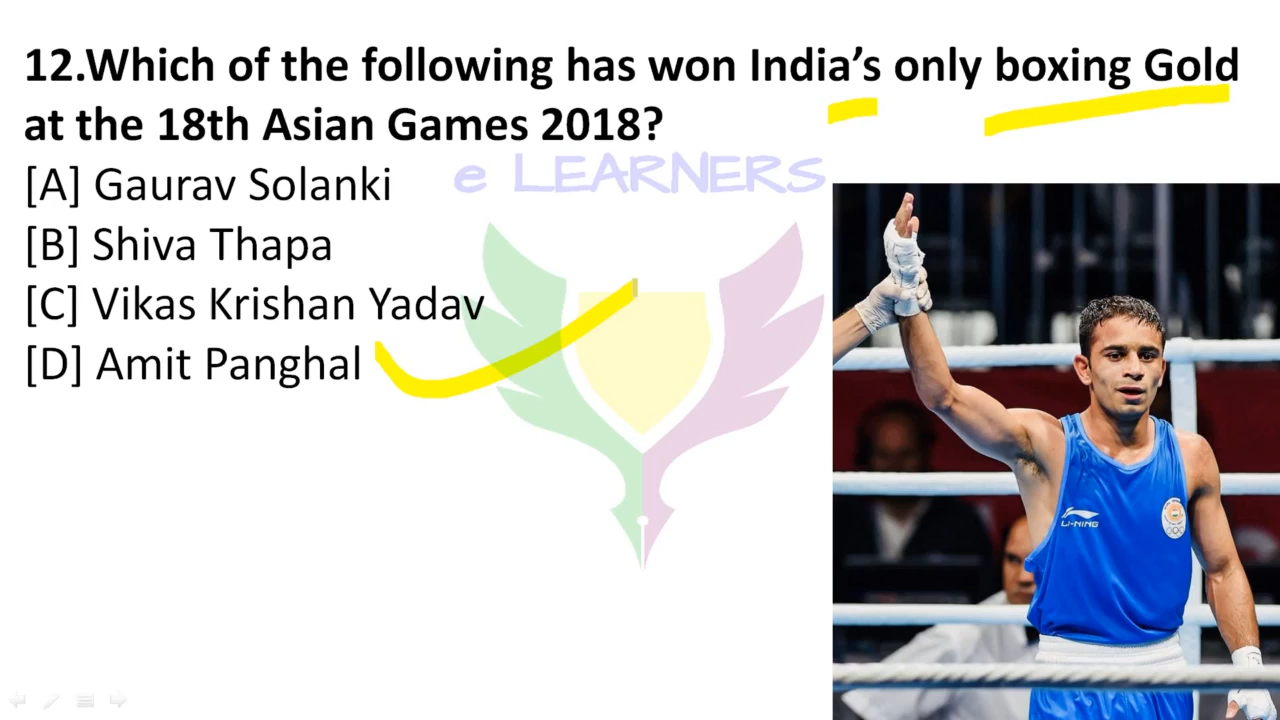 12.Which of the following has won India’s only boxing Gold
at the 18th Asian Games 2018?
[A] Gaurav Solanki
e LEARNERS
[B] Shiva Thapa
[C] Vikas Krishan Yadav
[D] Amit Panghal
LI-NING